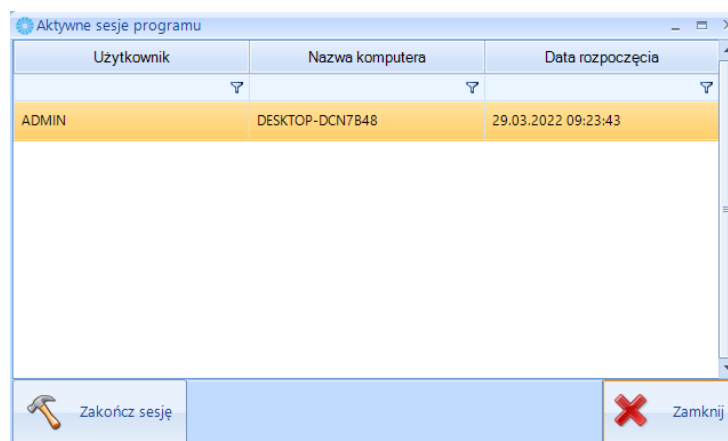 Aktywne sesje programu
Użytkownik Nazwa komputera Data rozpoczęcia
ADMIN DESKTOP-DCN7B48 29.03.2022 09:23:43
Zakończ sesję Zamknij